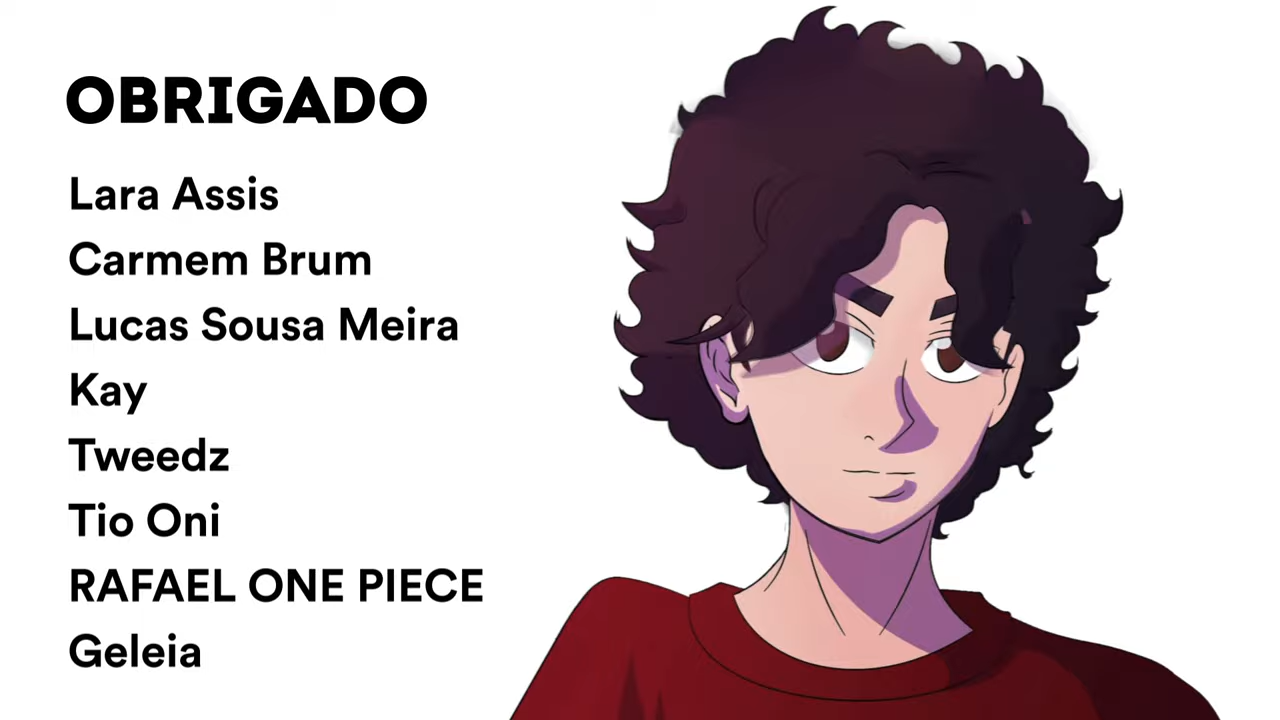 OBRIGADO
Lara Assis
Carmem Brum
Lucas Sousa Meira
Kay
Tweedz
Tio Oni
RAFAEL ONE PIECE
Geleia